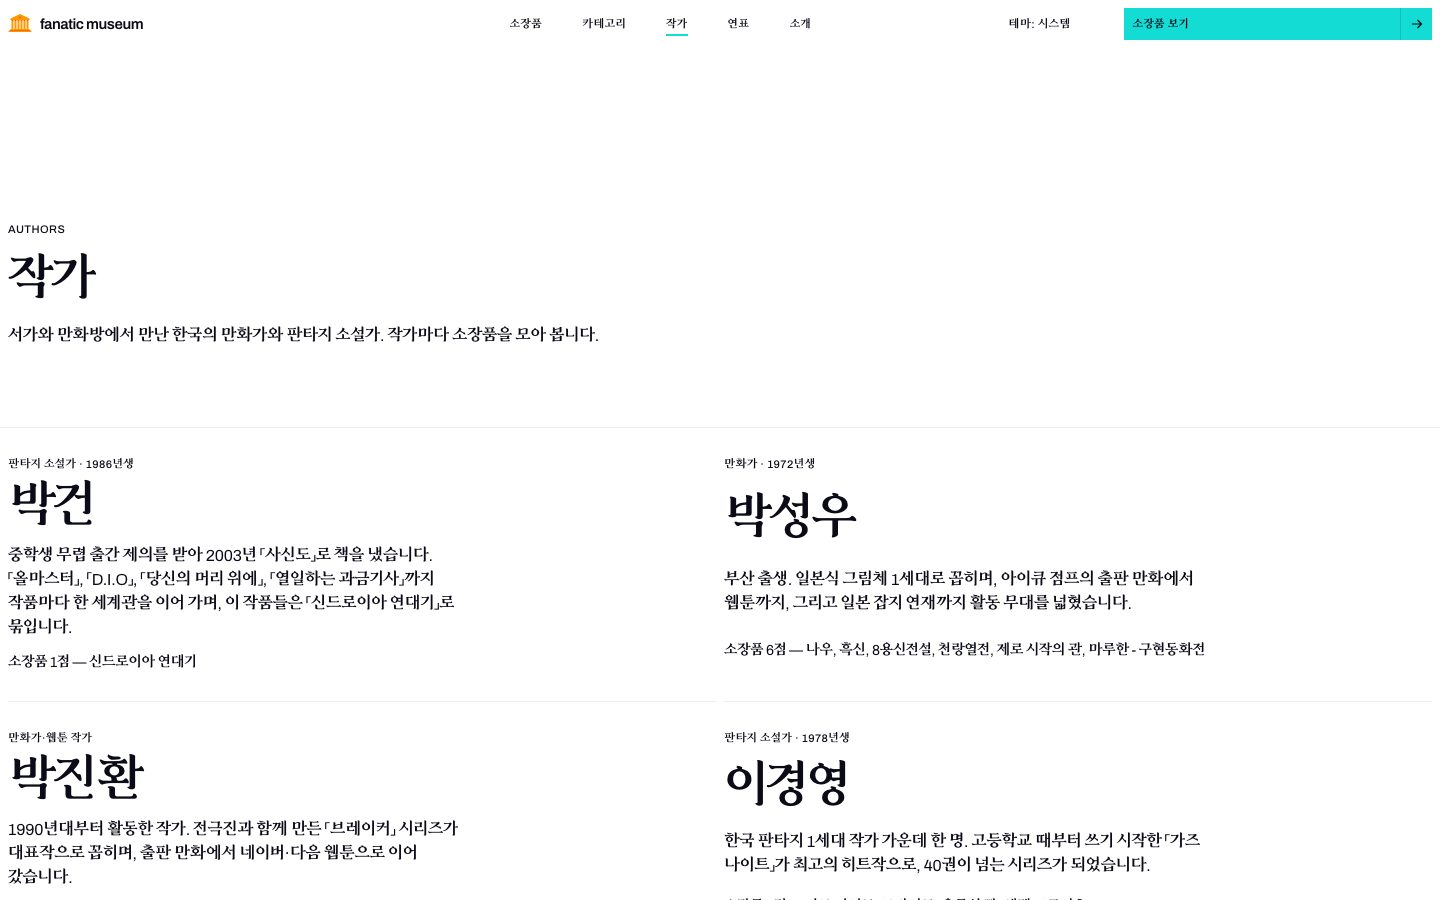 fanatic museum
소장품
카테고리
작가
연표
소개
테마: 시스템
소장품 보기
AUTHORS
작가
서가와 만화방에서 만난 한국의 만화가와 판타지 소설가. 작가마다 소장품을 모아 봅니다.
판타지 소설가 · 1986년생
박건
중학생 무렵 출간 제의를 받아 2003년 「사신도」로 책을 냈습니다.
「올마스터」, 「D.I.O」, 「당신의 머리 위에」, 「열일하는 과금기사」까지
작품마다 한 세계관을 이어 가며, 이 작품들은 「신드로이아 연대기」로
묶입니다.
소장품 1점 — 신드로이아 연대기
만화가 · 1972년생
박성우
부산 출생. 일본식 그림체 1세대로 꼽히며, 아이큐 점프의 출판 만화에서
웹툰까지, 그리고 일본 잡지 연재까지 활동 무대를 넓혔습니다.
소장품 6점 — 나우, 흑신, 8용신전설, 천랑열전, 제로 시작의 관, 마루한 - 구현동화전
만화가·웹툰 작가
박진환
1990년대부터 활동한 작가. 전극진과 함께 만든 「브레이커」 시리즈가
대표작으로 꼽히며, 출판 만화에서 네이버·다음 웹툰으로 이어
갔습니다.
판타지 소설가 · 1978년생
이경영
한국 판타지 1세대 작가 가운데 한 명. 고등학교 때부터 쓰기 시작한 「가즈
나이트」가 최고의 히트작으로, 40권이 넘는 시리즈가 되었습니다.